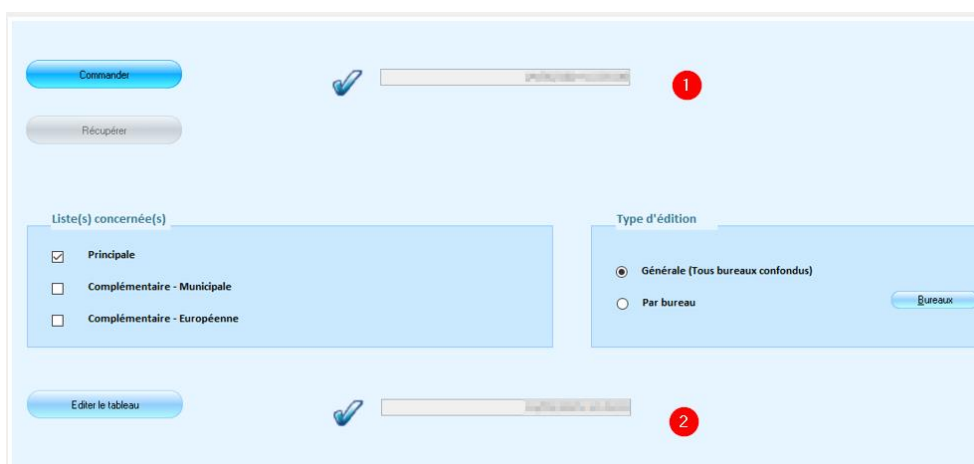 Commander
1
Récupérer
Liste(s) concernée(s)
Type d'édition
Principale
Complémentaire - Municipale
Complémentaire - Européenne
Générale (Tous bureaux confondus)
Par bureau
Bureaux
Editer le tableau
2